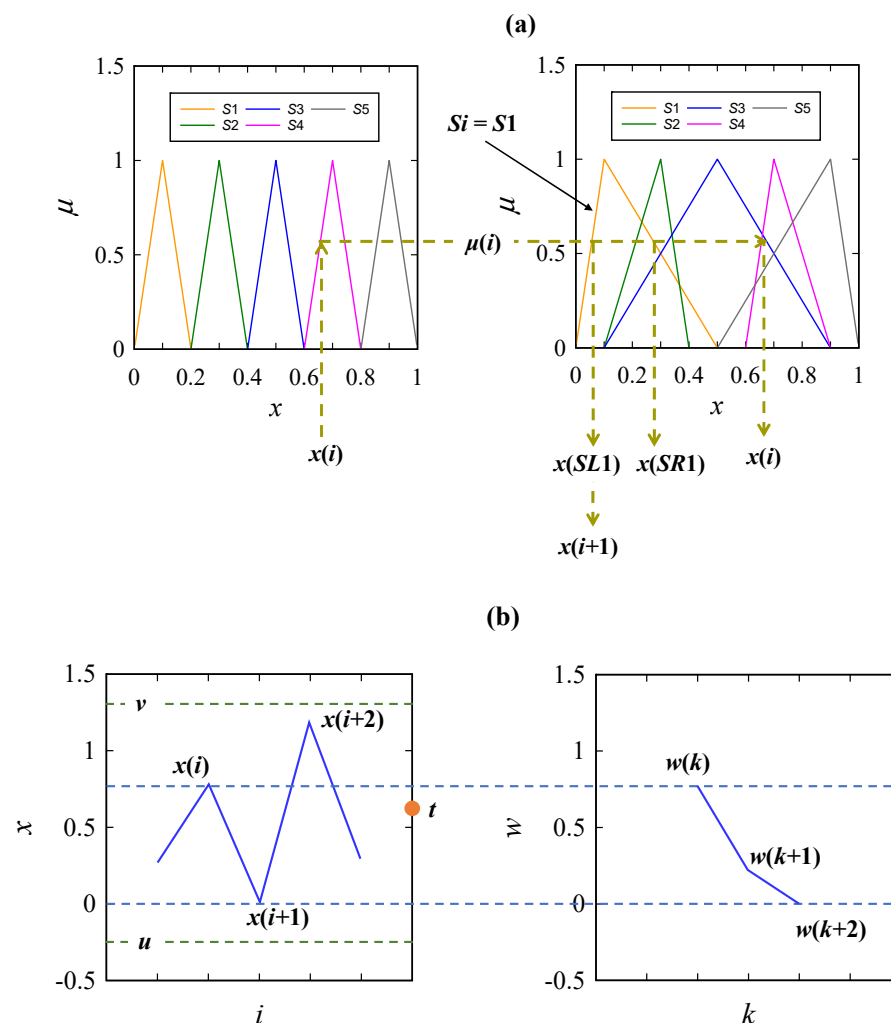 (a)
1.5
1
0.5
0
μ
S1 S3 S5
S2 S4
0 0.2 0.4 0.6 0.8 1
x
x(i)
μ(i)
Si = S1
1.5
1
0.5
0
μ
S1 S3 S5
S2 S4
0 0.2 0.4 0.6 0.8 1
x
x(SL1) x(SR1) x(i)
x(i+1)
(b)
1.5
1
0.5
0
-0.5
x
v
x(i+2)
x(i)
t
x(i+1)
u
i
1.5
1
0.5
0
-0.5
w
w(k)
w(k+1)
w(k+2)
k